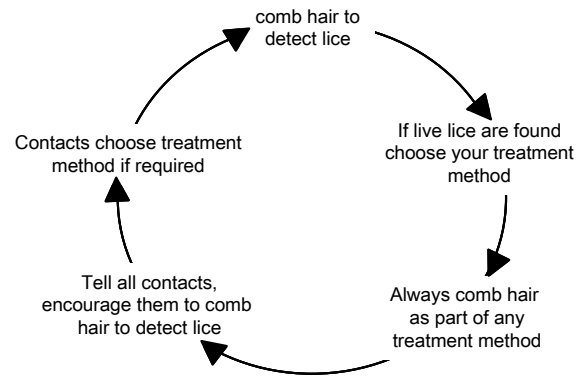 comb hair to
detect lice
If live lice are found
choose your treatment
method
Always comb hair
as part of any
treatment method
Tell all contacts,
encourage them to comb
hair to detect lice
Contacts choose treatment
method if required